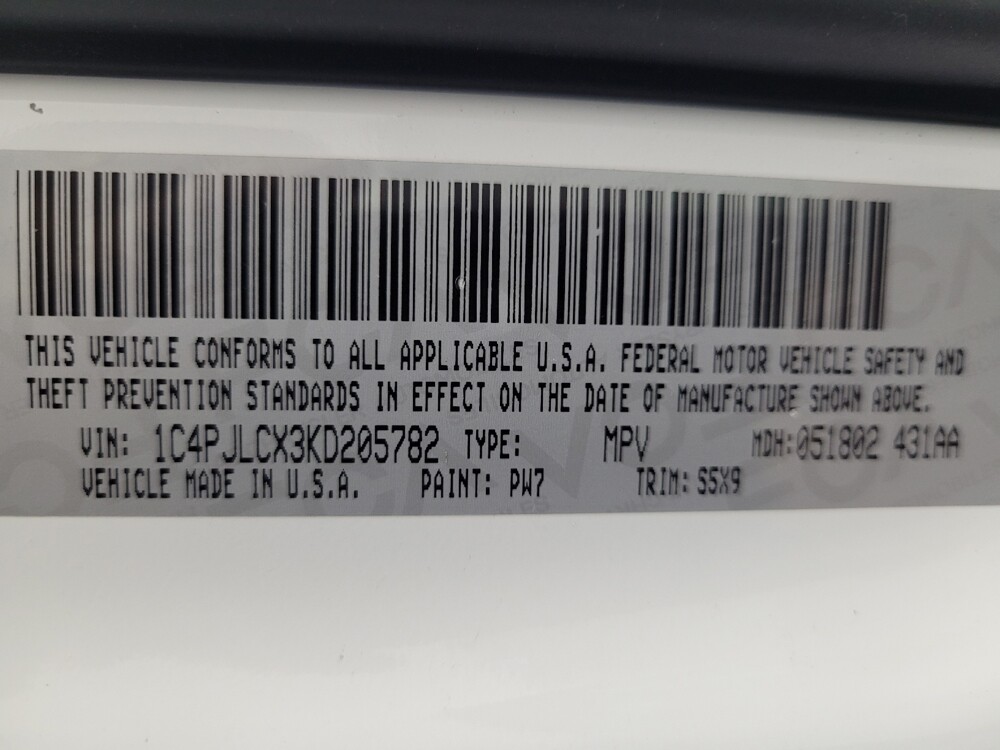 THIS VEHICLE CONFORMS TO ALL APPLICABLE U.S.A. FEDERAL MOTOR VEHICLE SAFETY AND
THEFT PREVENTION STANDARDS IN EFFECT ON THE DATE OF MANUFACTURE SHOWN ABOVE.
VIN: 1C4PJLCX3KD205782 TYPE: MPV MDH:051802 431AA
VEHICLE MADE IN U.S.A. PAINT: PW7 TRIM: S5X9